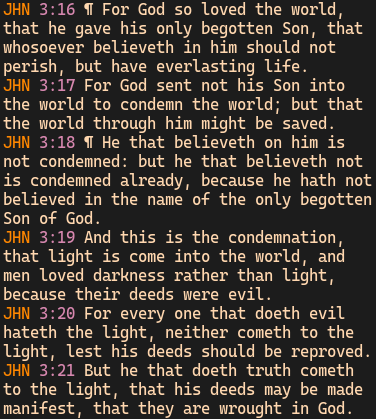 JHN 3:16 ¶ For God so loved the world,
that he gave his only begotten Son, that
whosoever believeth in him should not
perish, but have everlasting life.
JHN 3:17 For God sent not his Son into
the world to condemn the world; but that
the world through him might be saved.
JHN 3:18 ¶ He that believeth on him is
not condemned: but he that believeth not
is condemned already, because he hath not
believed in the name of the only begotten
Son of God.
JHN 3:19 And this is the condemnation,
that light is come into the world, and
men loved darkness rather than light,
because their deeds were evil.
JHN 3:20 For every one that doeth evil
hateth the light, neither cometh to the
light, lest his deeds should be reproved.
JHN 3:21 But he that doeth truth cometh
to the light, that his deeds may be made
manifest, that they are wrought in God.